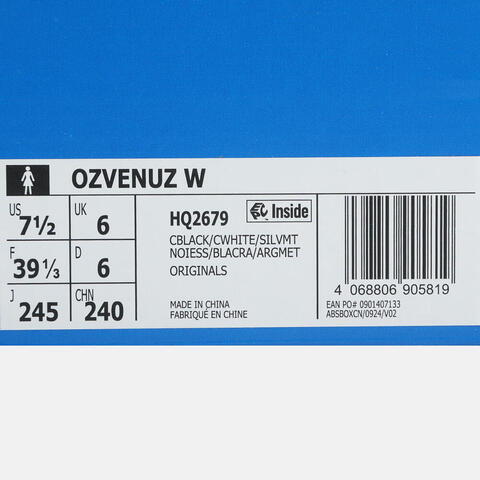 OZVENUZ W
US 7½ UK 6
F 39⅓ D 6
J 245 CHN 240
HQ2679 Inside
CBLACK/CWHITE/SILVMT
NOIESS/BLACRA/ARGMET
ORIGINALS
MADE IN CHINA
FABRIQUÉ EN CHINE
4 068806 905819
EAN PO# 0901407133
ABSBOXCN/0924/V02